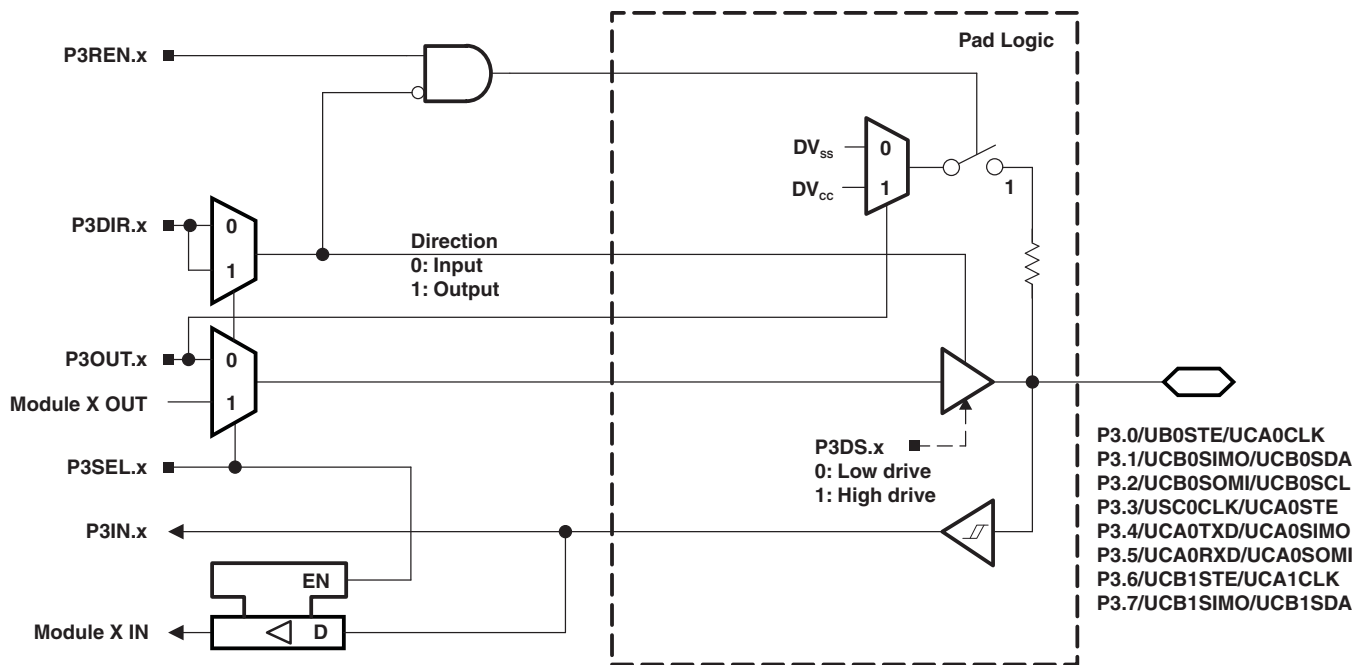 Pad Logic
P3REN.x
DVss
0
DVcc
1
1
P3DIR.x
0
1
Direction
0: Input
1: Output
P3OUT.x
0
Module X OUT
1
P3DS.x
0: Low drive
1: High drive
P3SEL.x
P3IN.x
EN
Module X IN
D
P3.0/UB0STE/UCA0CLK
P3.1/UCB0SIMO/UCB0SDA
P3.2/UCB0SOMI/UCB0SCL
P3.3/USC0CLK/UCA0STE
P3.4/UCA0TXD/UCA0SIMO
P3.5/UCA0RXD/UCA0SOMI
P3.6/UCB1STE/UCA1CLK
P3.7/UCB1SIMO/UCB1SDA